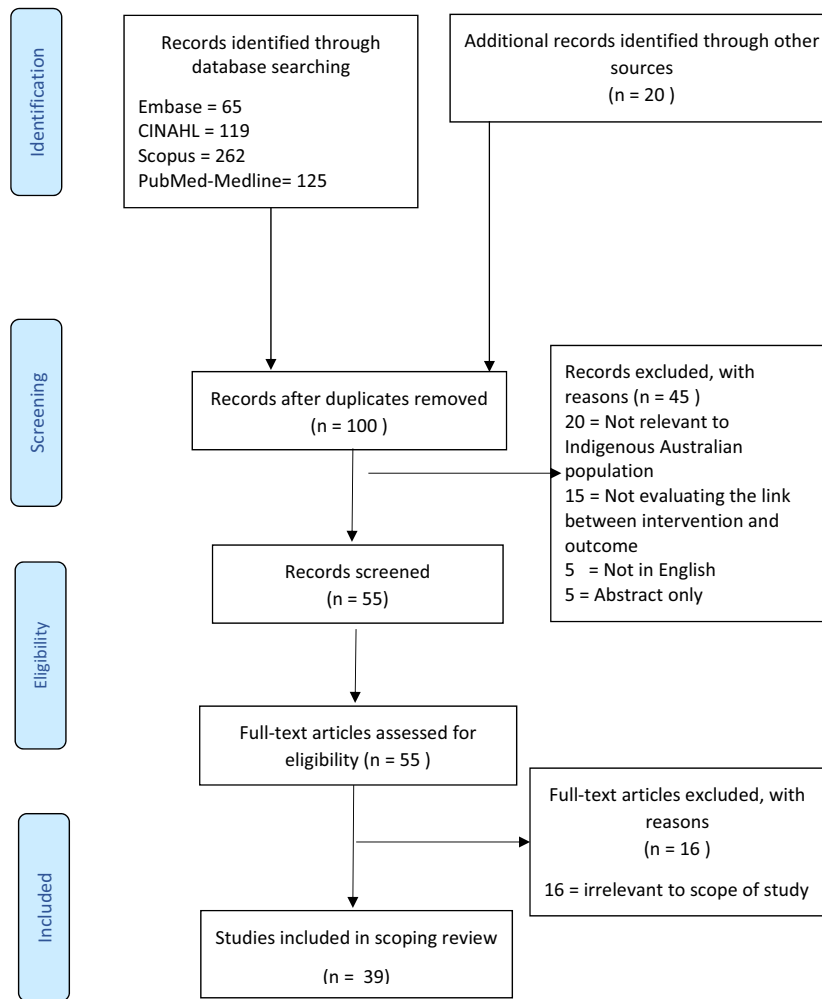 Identification
Records identified through
database searching
Embase = 65
CINAHL = 119
Scopus = 262
PubMed-Medline= 125
Additional records identified through other
sources
(n = 20 )
Screening
Records after duplicates removed
(n = 100 )
Records excluded, with
reasons (n = 45 )
20 = Not relevant to
Indigenous Australian
population
15 = Not evaluating the link
between intervention and
outcome
5 = Not in English
5 = Abstract only
Records screened
(n = 55)
Eligibility
Full-text articles assessed for
eligibility (n = 55 )
Full-text articles excluded, with
reasons
(n = 16 )
16 = irrelevant to scope of study
Included
Studies included in scoping review
(n = 39)